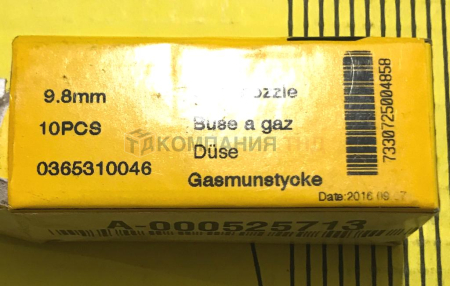 9.8mm
10PCS
0365310046
Buse a gaz
Düse
Gasmunstycke
7330725004858
Date:2016
A-000525713
КОМПАНИЯ